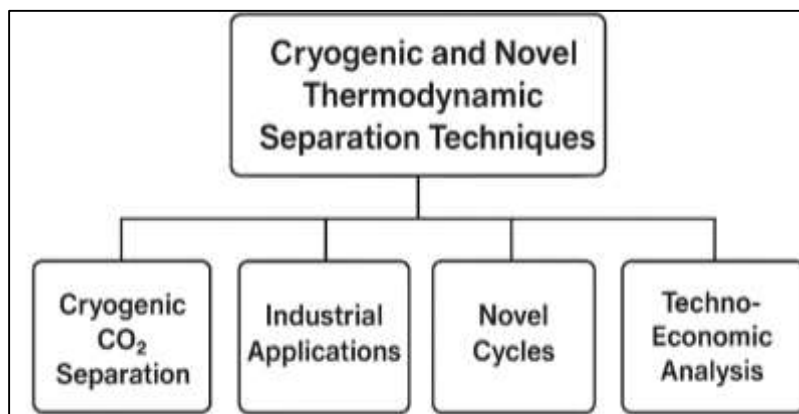 Cryogenic and Novel
Thermodynamic
Separation Techniques
Cryogenic
CO₂
Separation
Industrial
Applications
Novel
Cycles
Techno-
Economic
Analysis